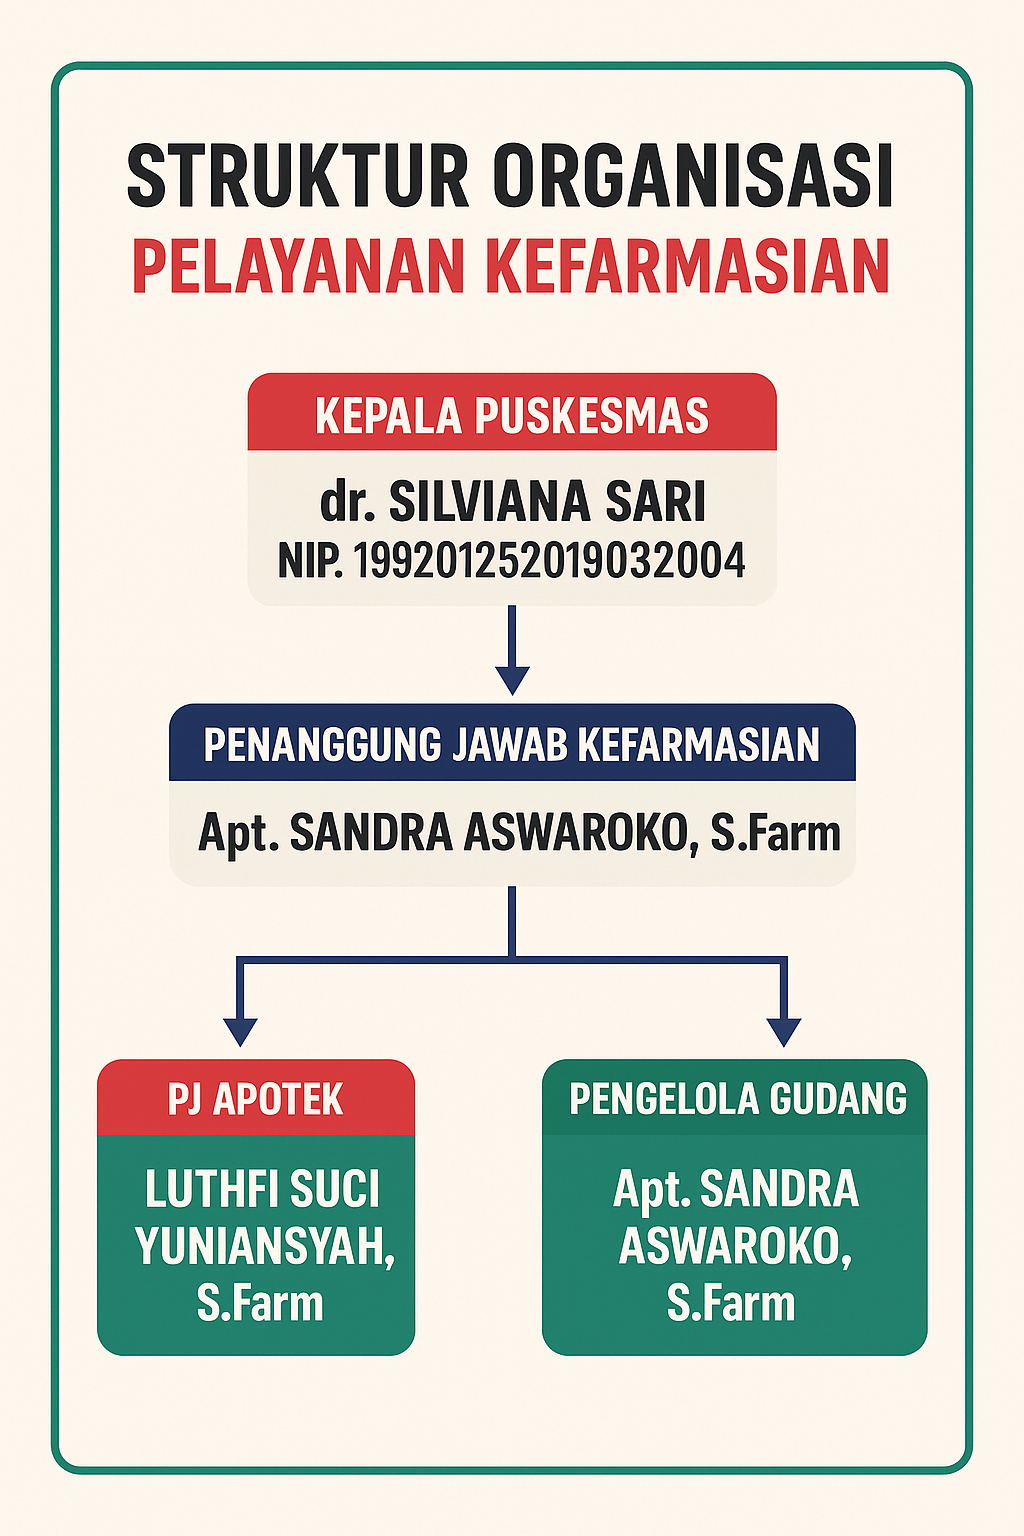 STRUKTUR ORGANISASI
PELAYANAN KEFARMASIAN
KEPALA PUSKESMAS
dr. SILVIANA SARI
NIP. 199201252019032004
PENANGGUNG JAWAB KEFARMASIAN
Apt. SANDRA ASWAROKO, S.Farm
PJ APOTEK
LUTHFI SUCI
YUNIANSYAH,
S.Farm
PENGELOLA GUDANG
Apt. SANDRA
ASWAROKO,
S.Farm